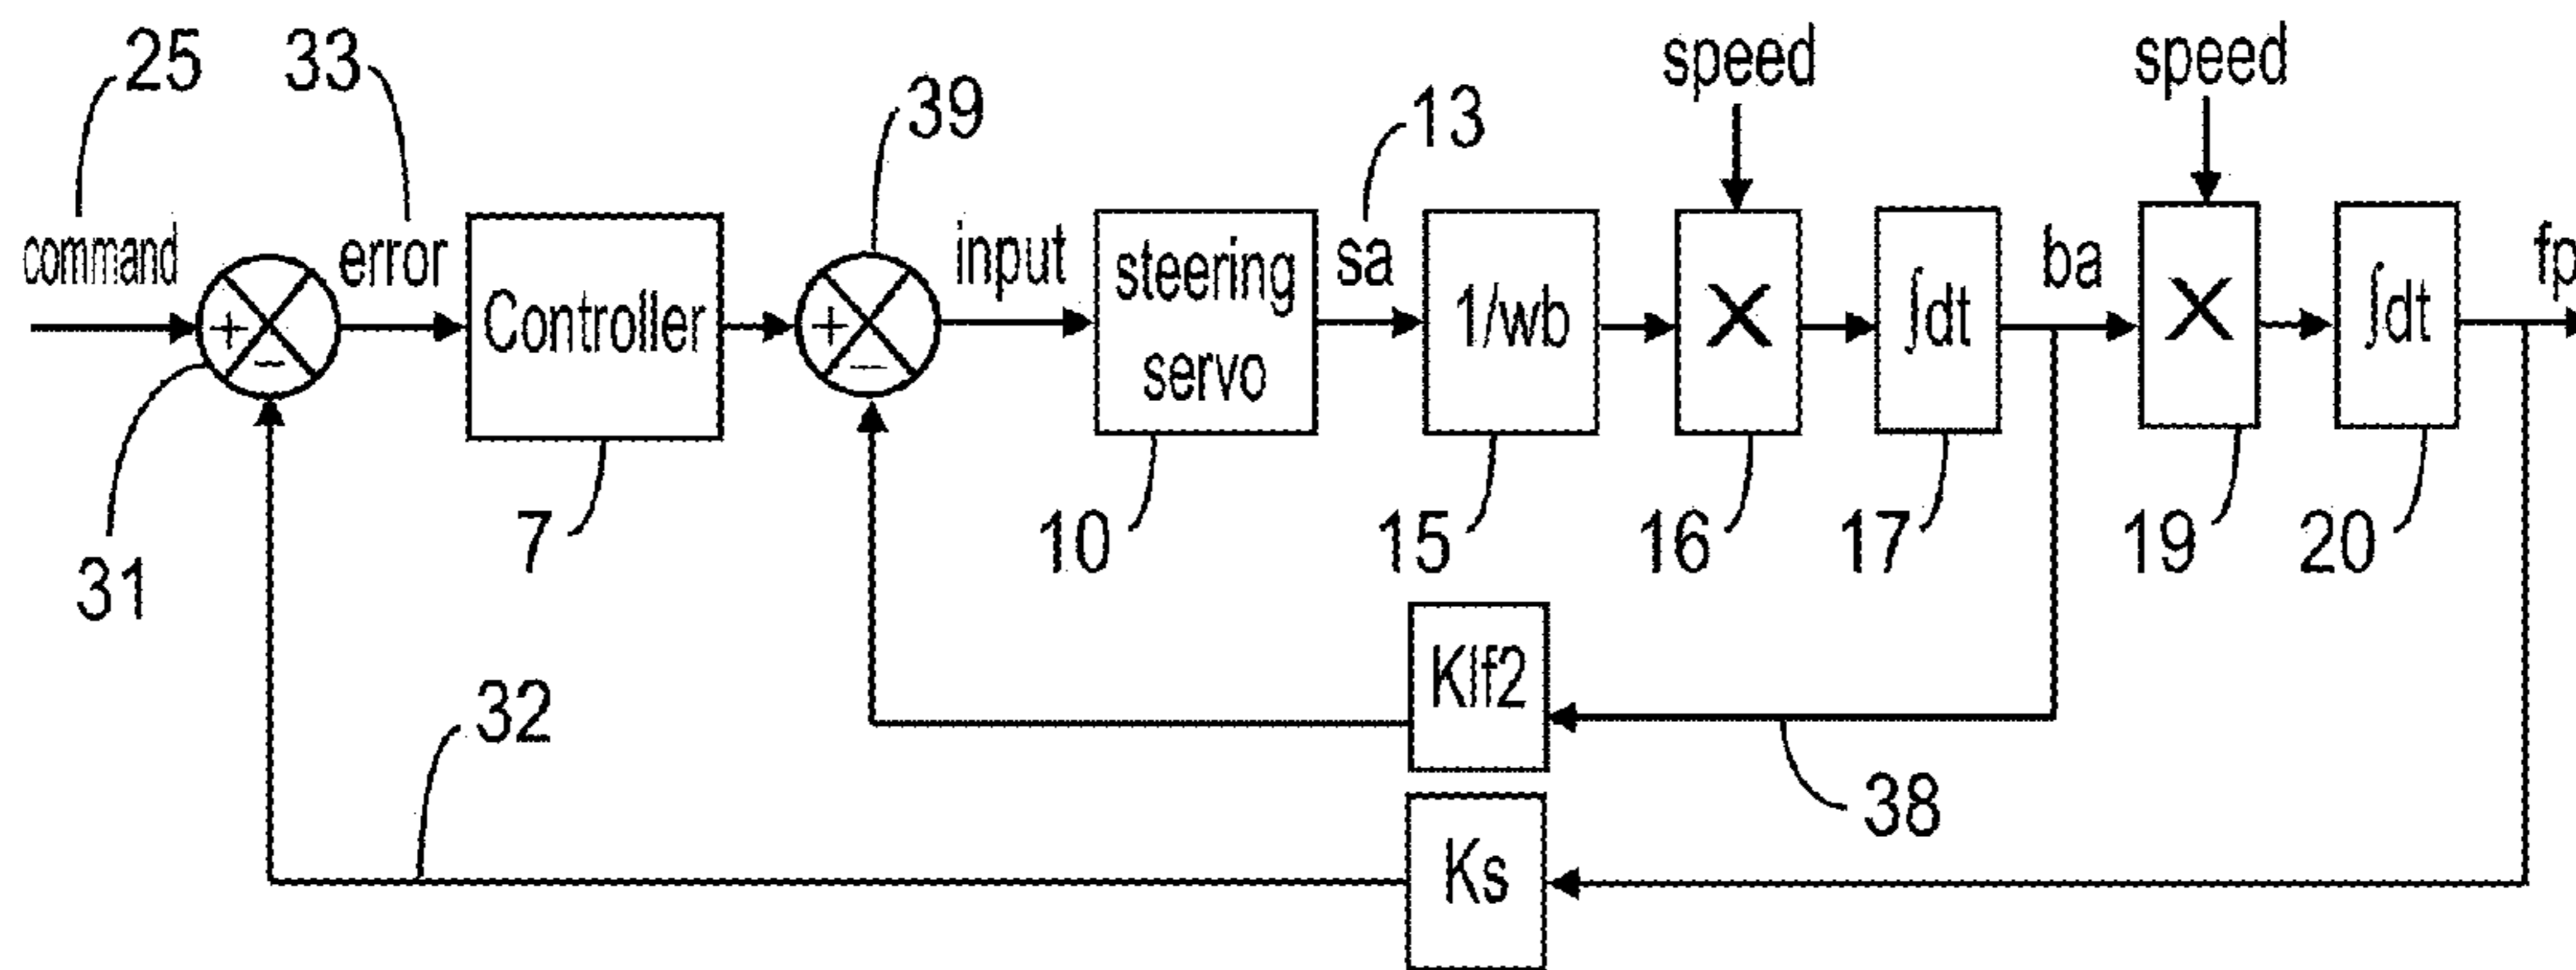 25
33
39
13
speed
speed
command
error
input
sa
ba
fp
+
−
Controller
+
−
steering
servo
1/wb
X
∫dt
X
∫dt
31
7
10
15
16
17
19
20
Klf2
32
38
Ks